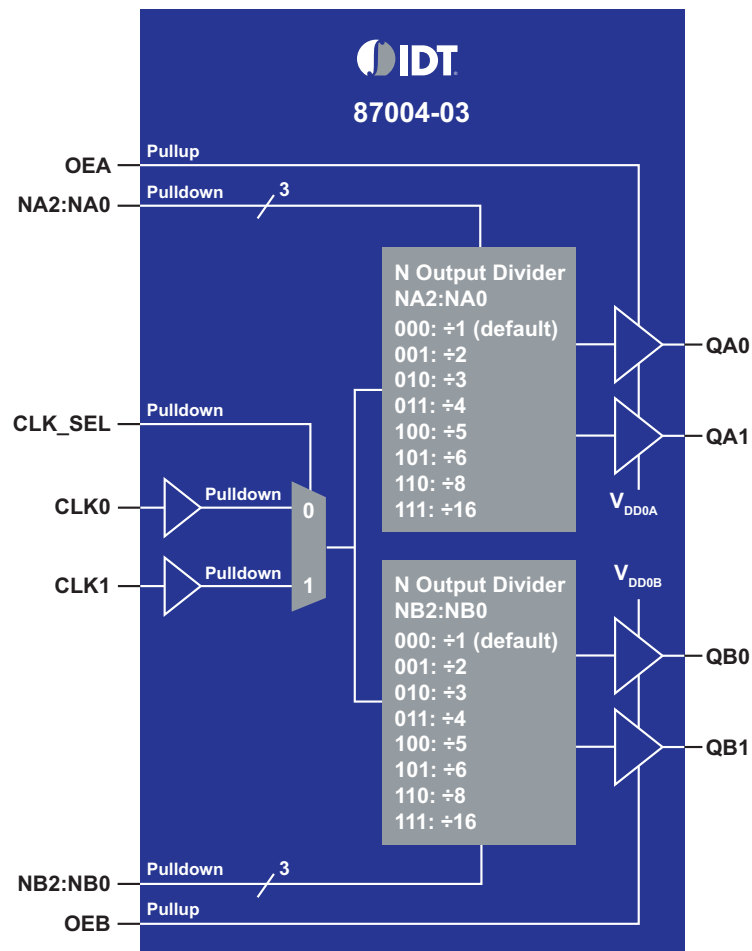 IDT
87004-03
OEA
Pullup
NA2:NA0
Pulldown
3
N Output Divider
NA2:NA0
000: ÷1 (default)
001: ÷2
010: ÷3
011: ÷4
100: ÷5
101: ÷6
110: ÷8
111: ÷16
QA0
QA1
V_DD0A
CLK_SEL
Pulldown
CLK0
Pulldown
0
CLK1
Pulldown
1
N Output Divider
NB2:NB0
000: ÷1 (default)
001: ÷2
010: ÷3
011: ÷4
100: ÷5
101: ÷6
110: ÷8
111: ÷16
V_DD0B
QB0
QB1
NB2:NB0
Pulldown
3
OEB
Pullup